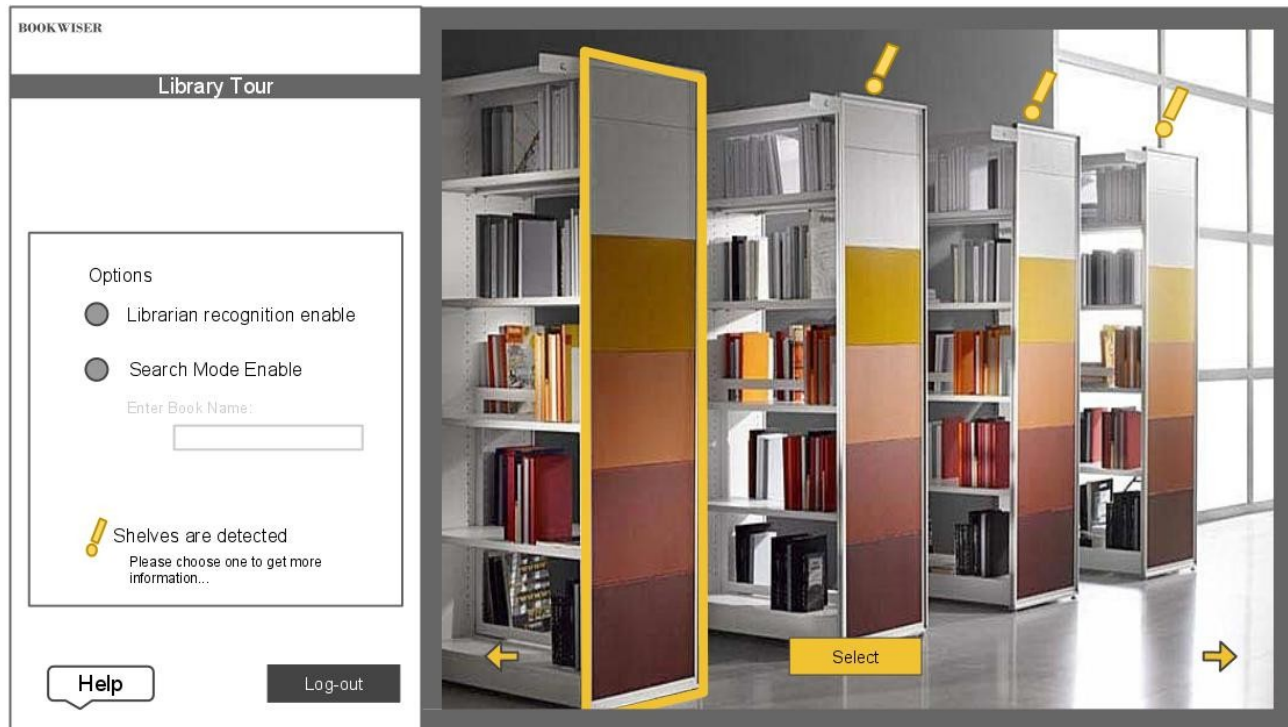 BOOKWISER
Library Tour
Options
Librarian recognition enable
Search Mode Enable
Enter Book Name:
Shelves are detected
Please choose one to get more
information...
Help
Log-out
Select